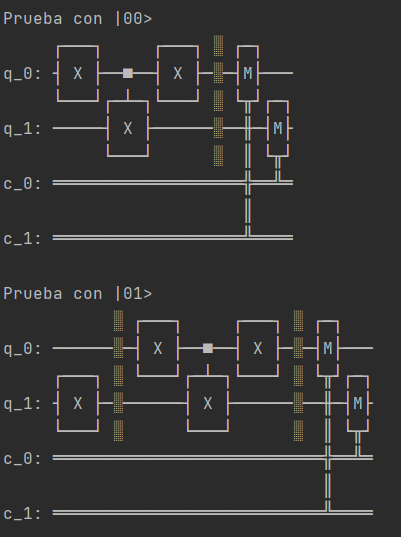 Prueba con |00>
     ┌───┐     ┌───┐ ░ ┌─┐
q_0: ┤ X ├──■──┤ X ├─░─┤M├───
     └───┘┌─┴─┐└───┘ ░ └╥┘┌─┐
q_1: ─────┤ X ├──────░──╫─┤M├
          └───┘      ░  ║ └╥┘
c_0: ═══════════════════╬══╩═
                        ║
c_1: ═══════════════════╩════
Prueba con |01>
           ░ ┌───┐     ┌───┐ ░ ┌─┐
q_0: ──────░─┤ X ├──■──┤ X ├─░─┤M├───
     ┌───┐ ░ └───┘┌─┴─┐└───┘ ░ └╥┘┌─┐
q_1: ┤ X ├─░──────┤ X ├──────░──╫─┤M├
     └───┘ ░      └───┘      ░  ║ └╥┘
c_0: ═══════════════════════════╬══╩═
                                ║
c_1: ═══════════════════════════╩════